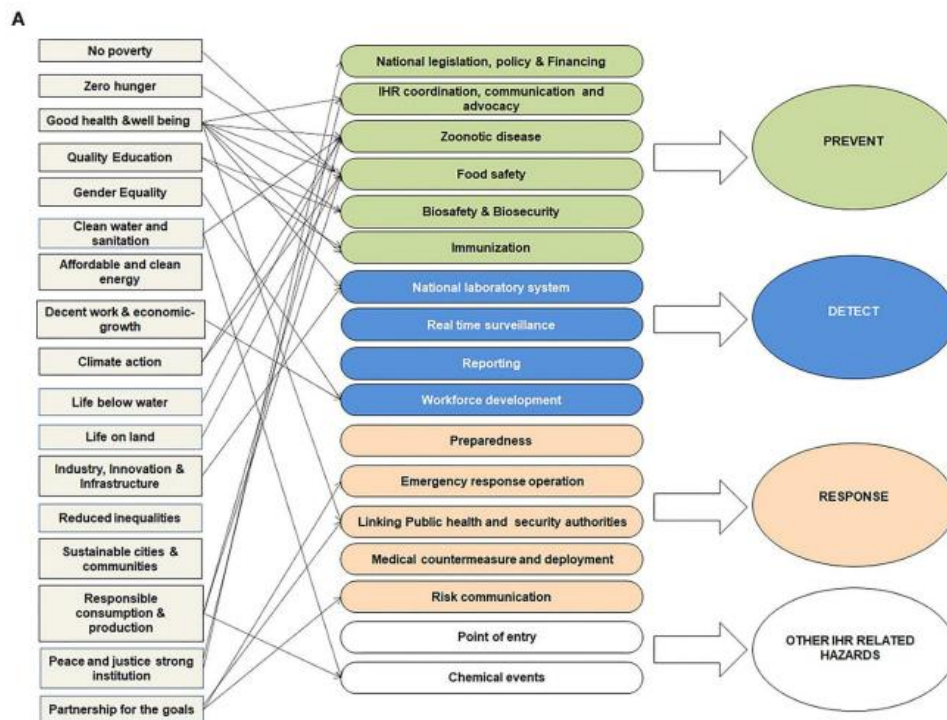 A
No poverty
Zero hunger
Good health &well being
Quality Education
Gender Equality
Clean water and
sanitation
Affordable and clean
energy
Decent work & economic-
growth
Climate action
Life below water
Life on land
Industry, Innovation &
Infrastructure
Reduced inequalities
Sustainable cities &
communities
Responsible
consumption &
production
Peace and justice strong
institution
Partnership for the goals
National legislation, policy & Financing
IHR coordination, communication and
advocacy
Zoonotic disease
Food safety
Biosafety & Biosecurity
Immunization
National laboratory system
Real time surveillance
Reporting
Workforce development
Preparedness
Emergency response operation
Linking Public health and security authorities
Medical countermeasure and deployment
Risk communication
Point of entry
Chemical events
PREVENT
DETECT
RESPONSE
OTHER IHR RELATED
HAZARDS